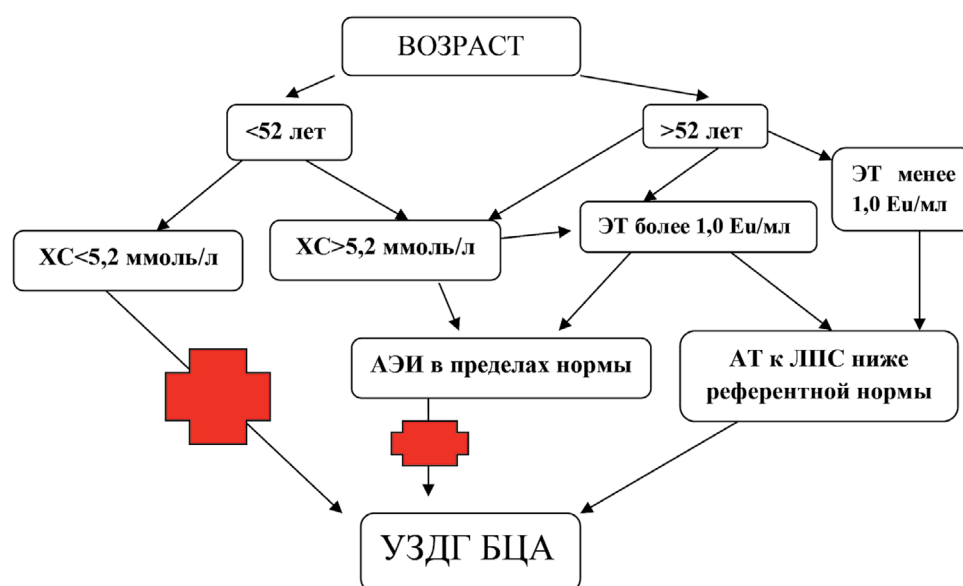 ВОЗРАСТ
<52 лет
>52 лет
ЭТ менее
1,0 Eu/мл
ХС<5,2 ммоль/л
ХС>5,2 ммоль/л
ЭТ более 1,0 Eu/мл
АЭИ в пределах нормы
АТ к ЛПС ниже
референтной нормы
УЗДГ БЦА